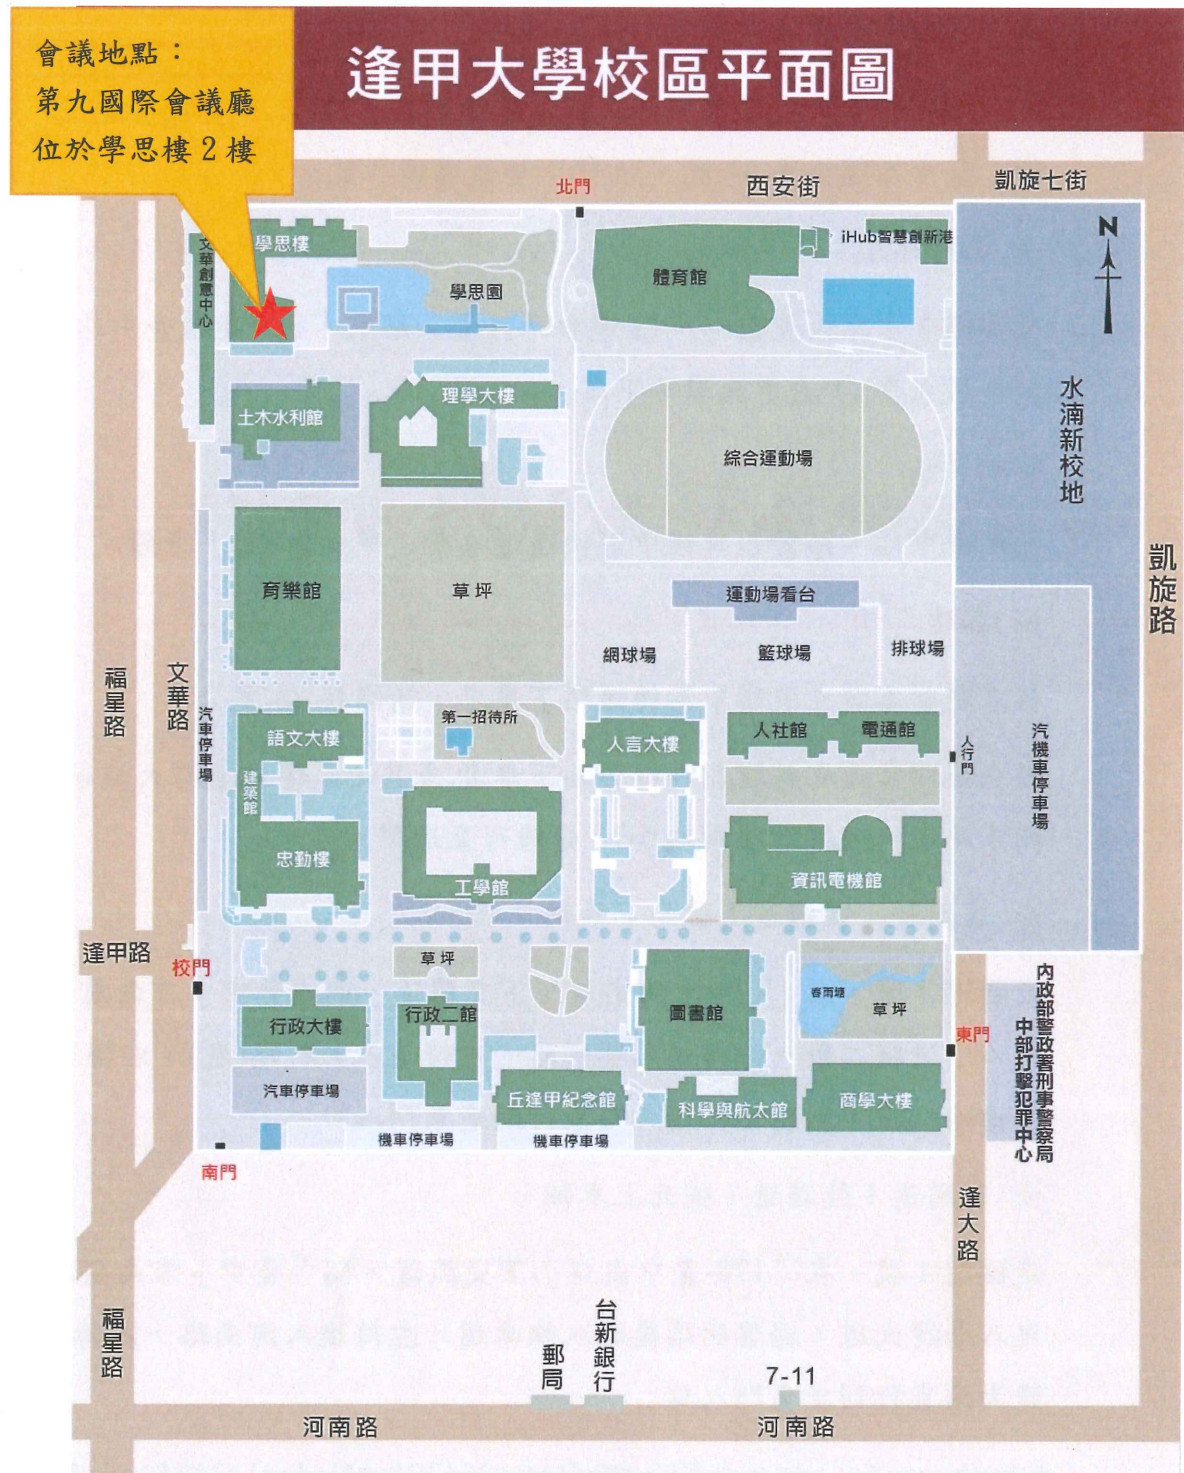 會議地點：
第九國際會議廳
位於學思樓2樓
逢甲大學校區平面圖
北門
西安街
凱旋七街
N
學思樓
文華創意中心
學思園
體育館
iHub智慧創新港
土木水利館
理學大樓
綜合運動場
水湳新校地
凱旋路
育樂館
草坪
運動場看台
網球場
籃球場
排球場
福星路
文華路
汽車停車場
語文大樓
建築館
忠勤樓
第一招待所
工學館
人言大樓
人社館
電通館
人行門
資訊電機館
汽機車停車場
逢甲路
校門
草坪
行政大樓
行政二館
圖書館
春雨塘
草坪
東門
內政部警政署刑事警察局
中部打擊犯罪中心
汽車停車場
丘逢甲紀念館
科學與航太館
商學大樓
機車停車場
機車停車場
南門
逢大路
福星路
郵局
台新銀行
7-11
河南路
河南路